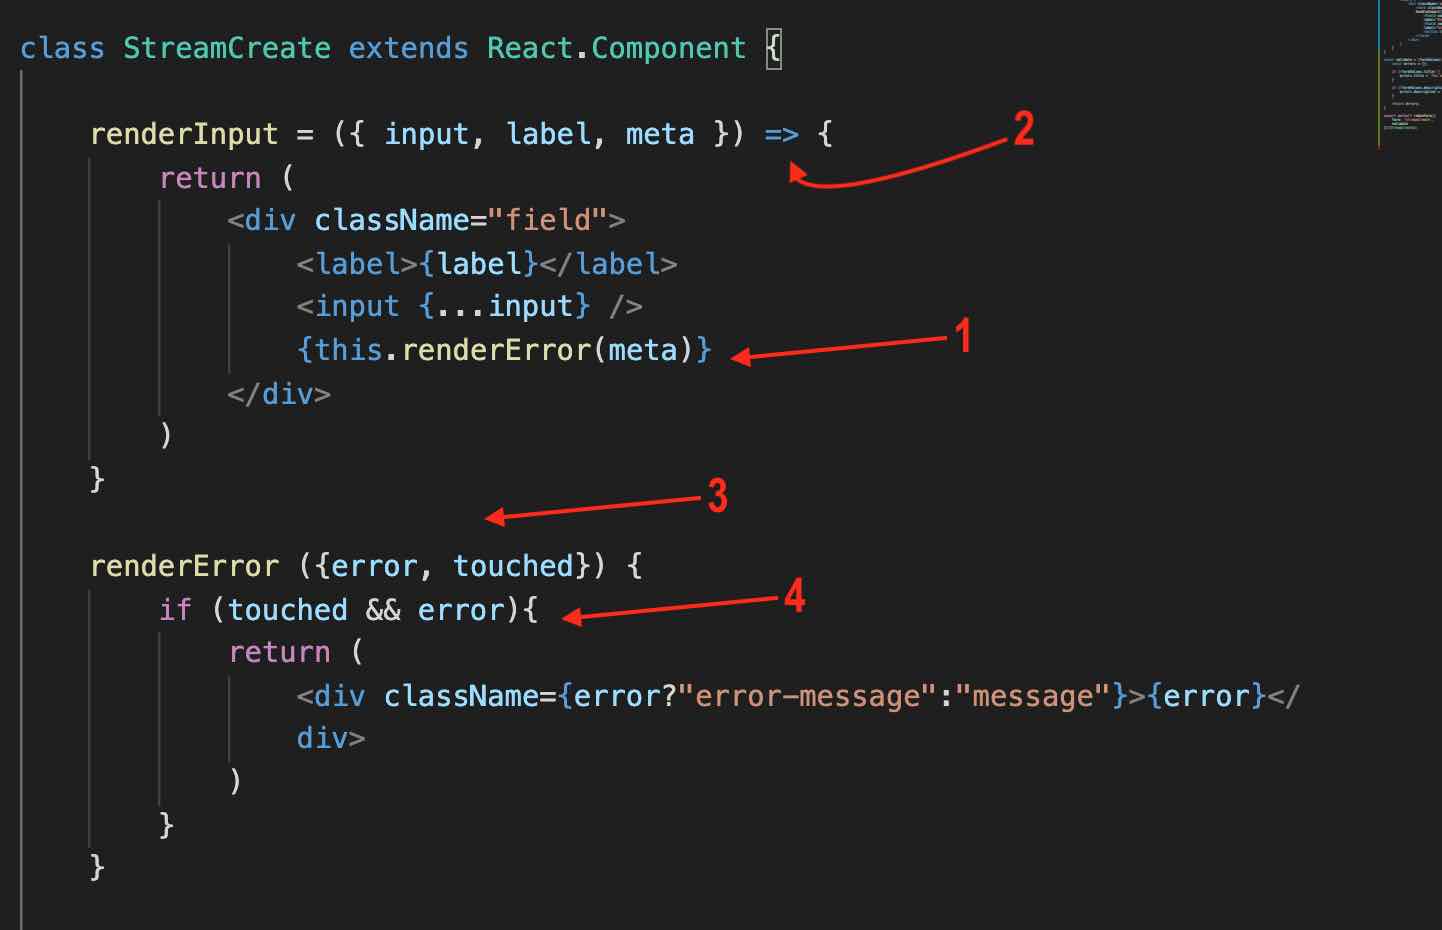 class StreamCreate extends React.Component {
renderInput = ({ input, label, meta }) => {
2
return (
<div className="field">
<label>{label}</label>
<input {...input} />
{this.renderError(meta)}
1
</div>
)
}
3
renderError ({error, touched}) {
if (touched && error){
4
return (
<div className={error?"error-message":"message"}>{error}</
div>
)
}
}